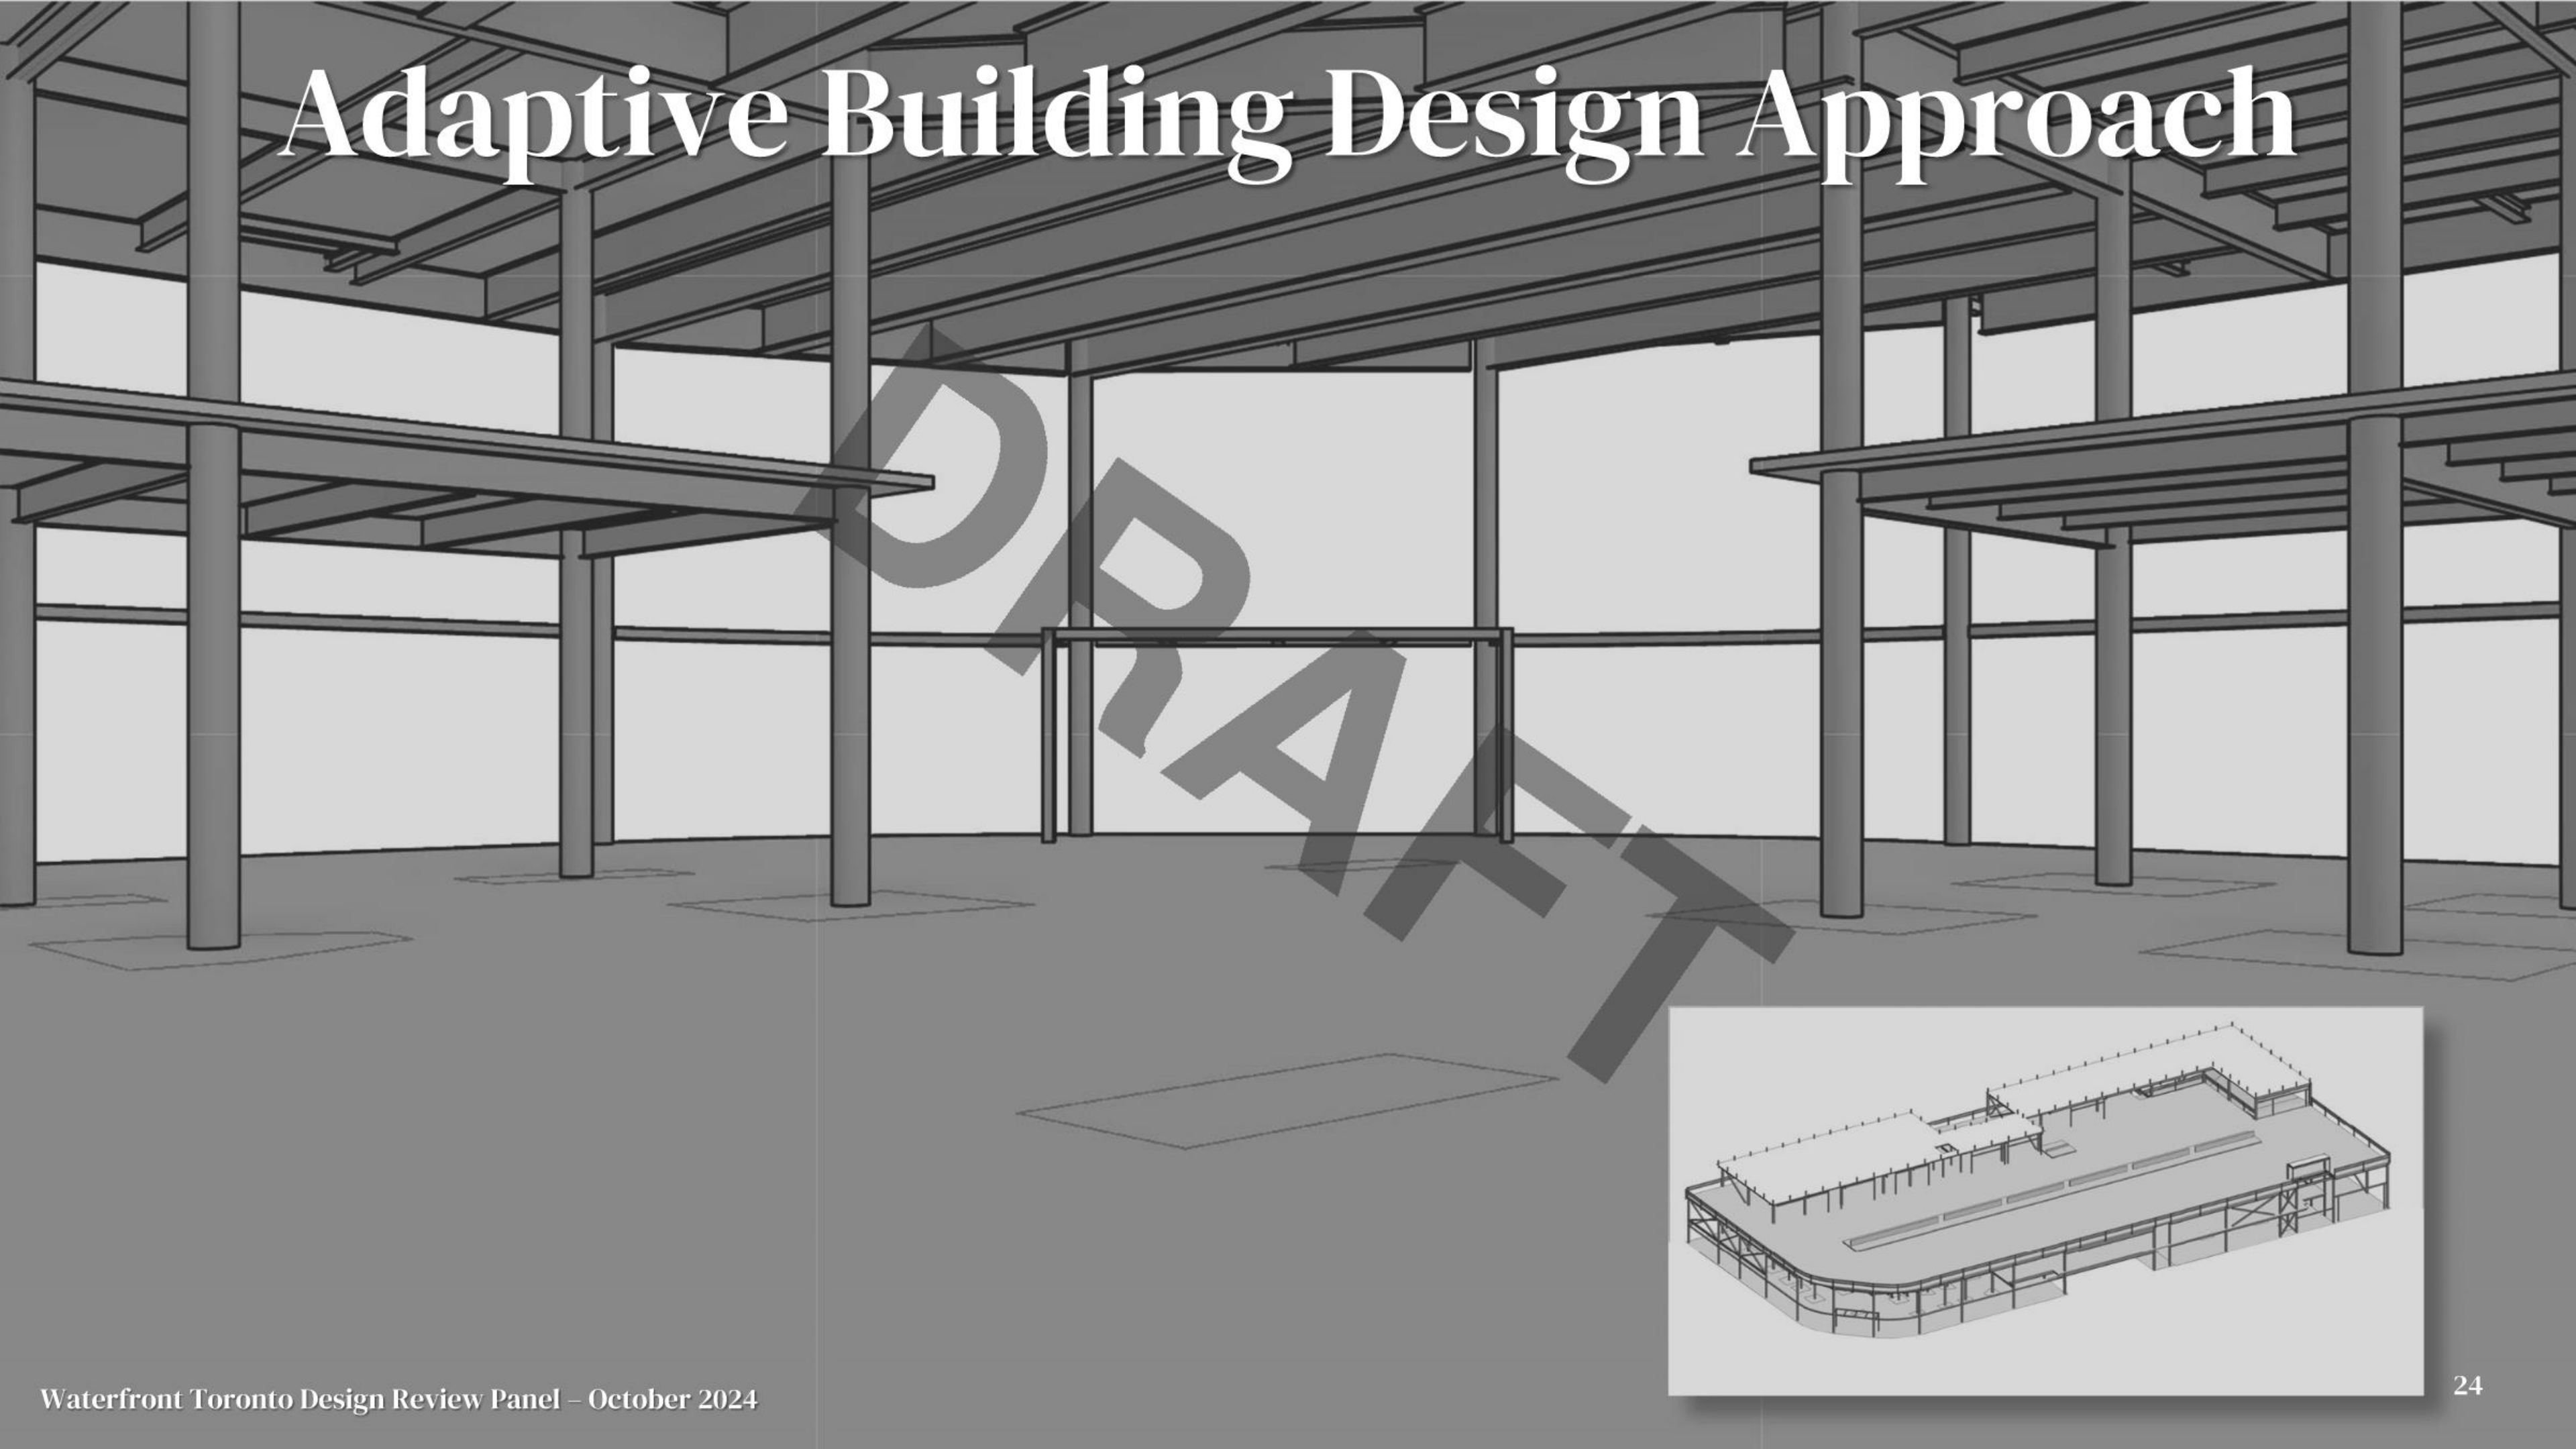 Adaptive Building Design Approach
DRAFT
Waterfront Toronto Design Review Panel – October 2024
24